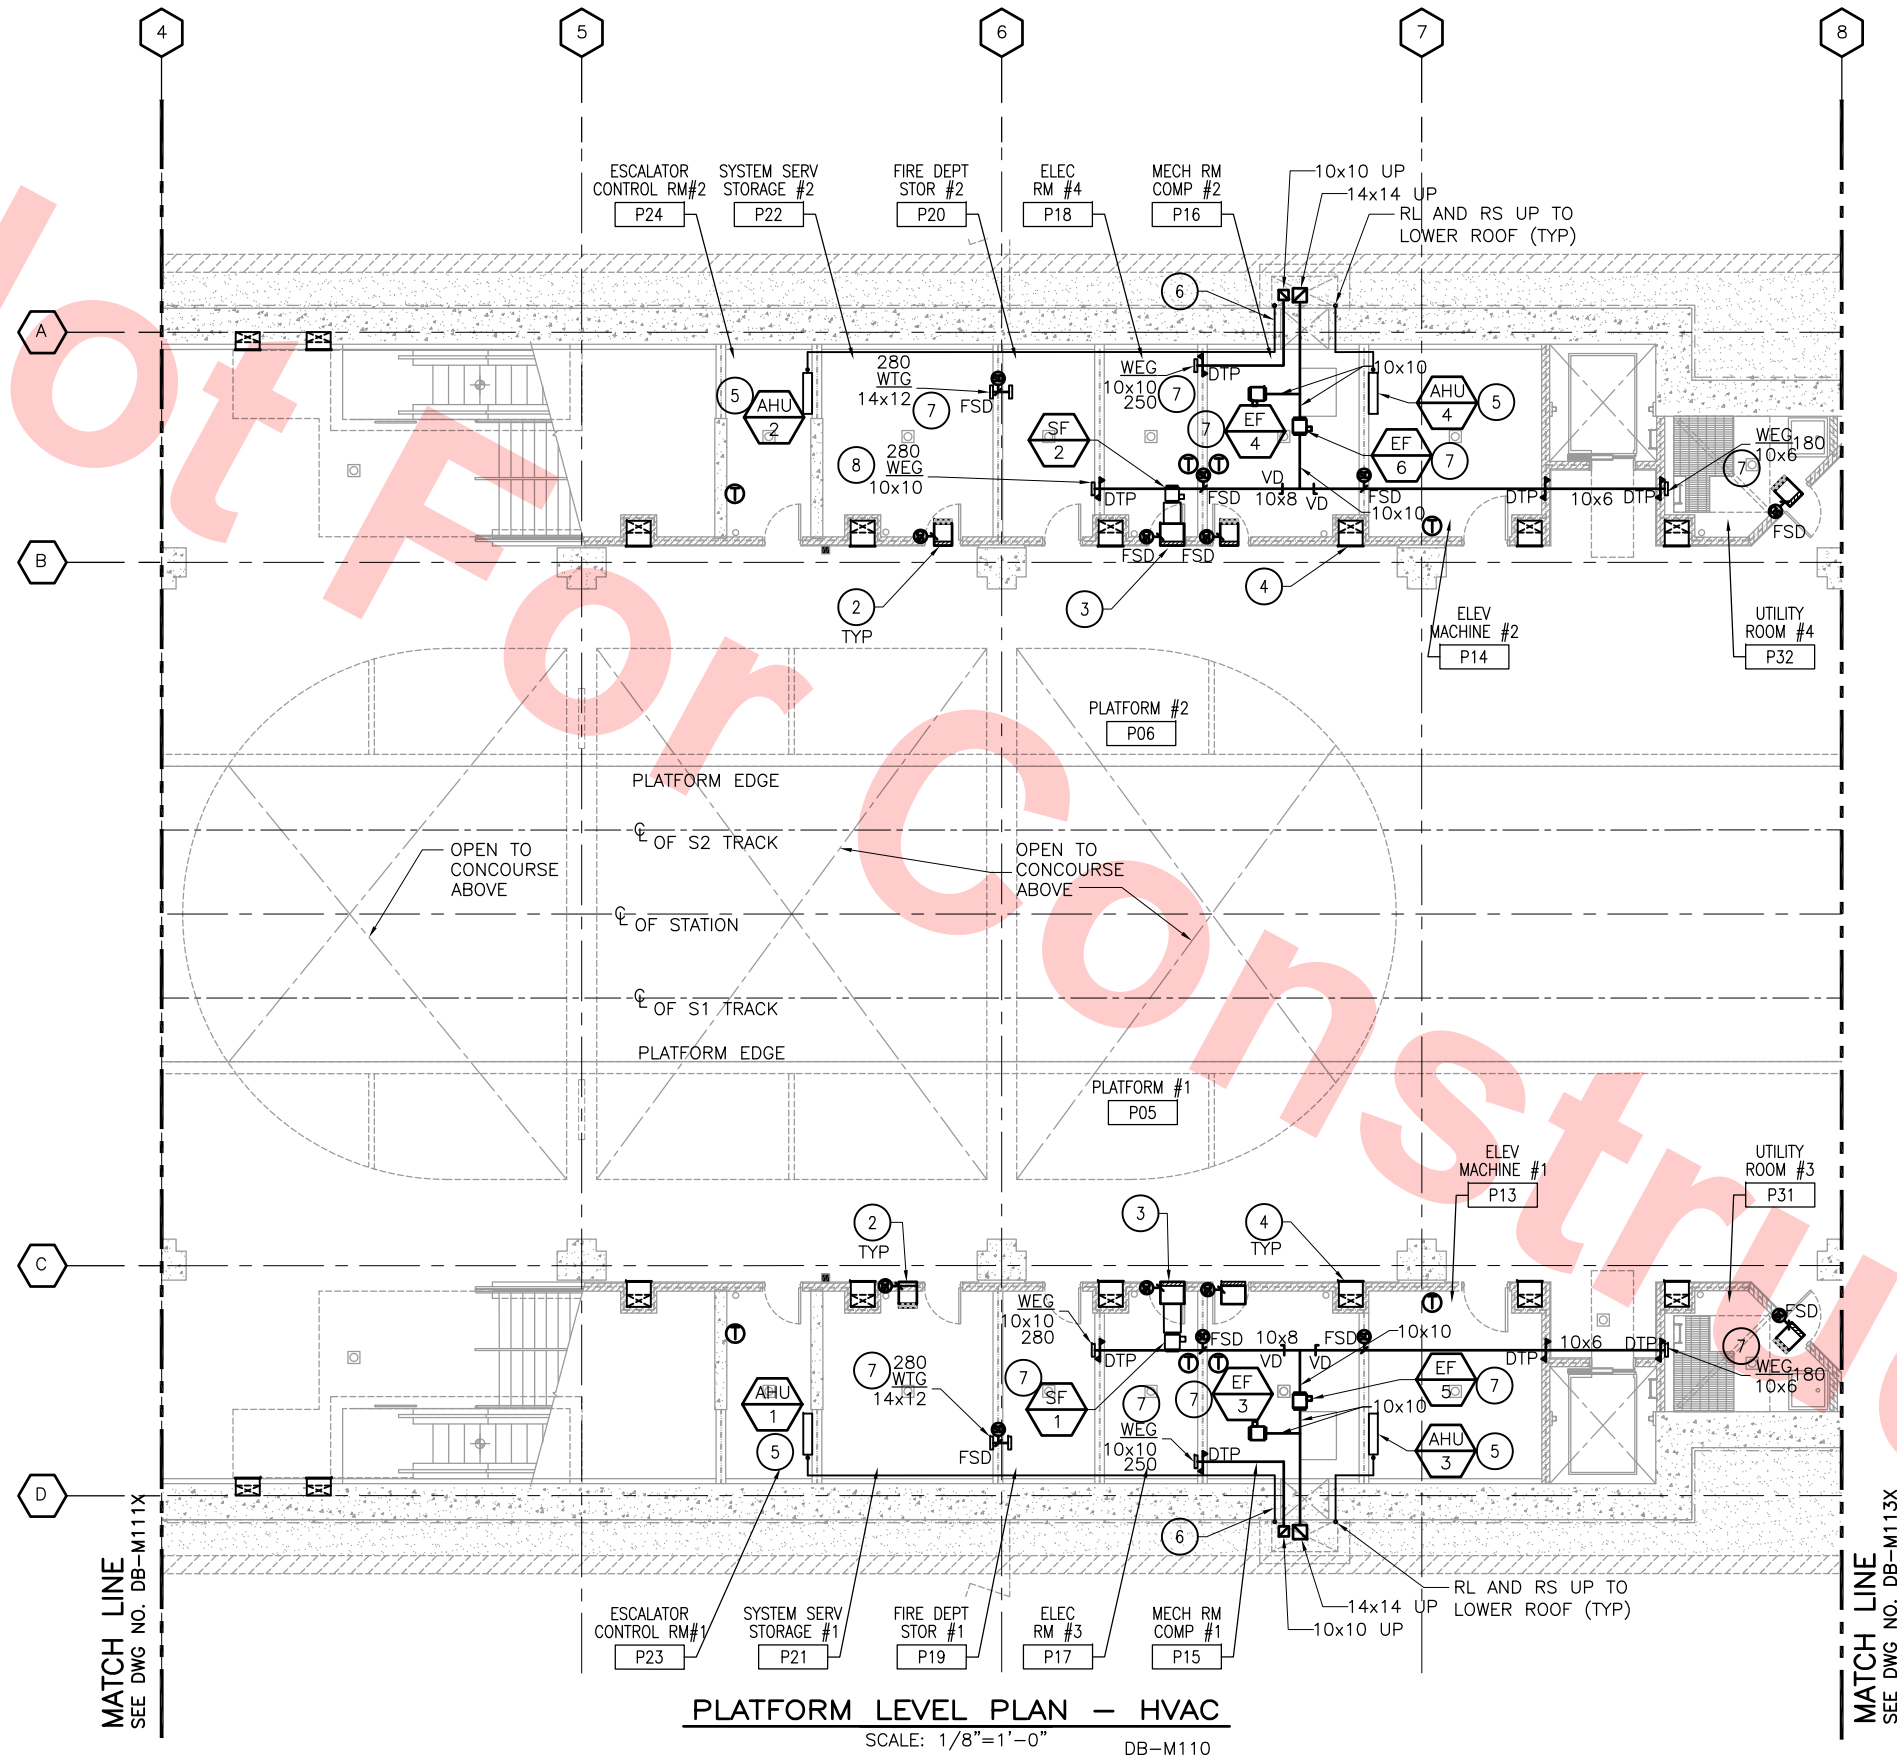 4
5
6
7
8
ESCALATOR
CONTROL RM#2
P24
SYSTEM SERV
STORAGE #2
P22
FIRE DEPT
STOR #2
P20
ELEC
RM #4
P18
MECH RM
COMP #2
P16
10x10 UP
14x14 UP
RL AND RS UP TO
LOWER ROOF (TYP)
A
6
5
AHU
2
280
WTG
14x12
7
FSD
WEG
10x10
250
7
DTP
10x10
7
EF
4
AHU
4
5
SF
2
EF
6
7
8
280
WEG
10x10
DTP
T
T
T
FSD
VD
10x8
VD
FSD
10x10
T
DTP
10x6
DTP
WEG
180
10x6
7
FSD
FSD
FSD
B
2
TYP
3
4
ELEV
MACHINE #2
P14
UTILITY
ROOM #4
P32
PLATFORM #2
P06
PLATFORM EDGE
℄ OF S2 TRACK
OPEN TO
CONCOURSE
ABOVE
OPEN TO
CONCOURSE
ABOVE
℄ OF STATION
℄ OF S1 TRACK
PLATFORM EDGE
PLATFORM #1
P05
ELEV
MACHINE #1
P13
UTILITY
ROOM #3
P31
2
TYP
3
4
TYP
C
T
WEG
10x10
280
DTP
FSD
10x8
VD
VD
FSD
10x10
T
T
T
DTP
10x6
DTP
7
FSD
WEG
180
10x6
AHU
1
5
7
280
WTG
14x12
FSD
7
SF
1
7
7
EF
3
EF
5
7
10x10
WEG
10x10
250
DTP
AHU
3
5
D
6
RL AND RS UP TO
LOWER ROOF (TYP)
14x14 UP
10x10 UP
ESCALATOR
CONTROL RM#1
P23
SYSTEM SERV
STORAGE #1
P21
FIRE DEPT
STOR #1
P19
ELEC
RM #3
P17
MECH RM
COMP #1
P15
MATCH LINE
SEE DWG NO. DB-M111X
MATCH LINE
SEE DWG NO. DB-M113X
PLATFORM LEVEL PLAN - HVAC
SCALE: 1/8"=1'-0"
DB-M110
Not For Construc